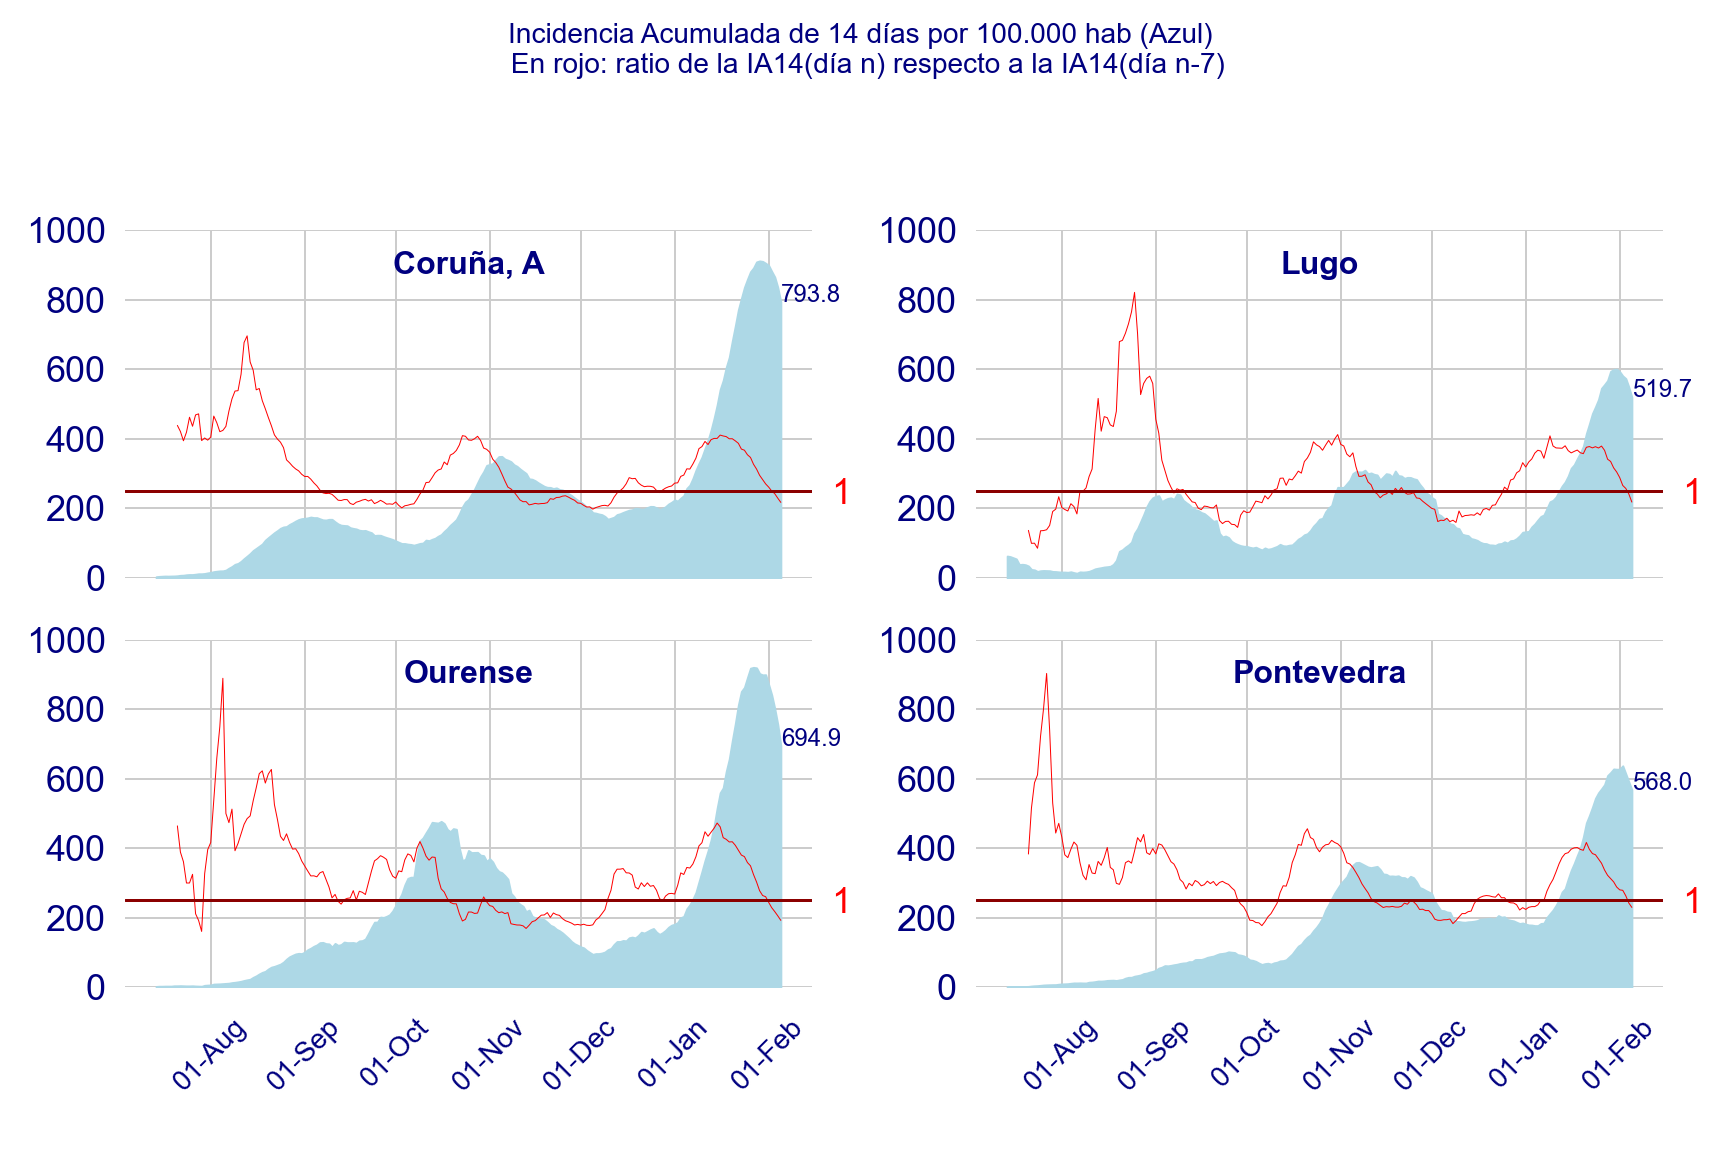 Incidencia Acumulada de 14 días por 100.000 hab (Azul)
En rojo: ratio de la IA14(día n) respecto a la IA14(día n-7)
1000
800
600
400
200
0
Coruña, A
793.8
1
1000
800
600
400
200
0
Lugo
519.7
1
1000
800
600
400
200
0
Ourense
694.9
1
01-Aug
01-Sep
01-Oct
01-Nov
01-Dec
01-Jan
01-Feb
1000
800
600
400
200
0
Pontevedra
568.0
1
01-Aug
01-Sep
01-Oct
01-Nov
01-Dec
01-Jan
01-Feb